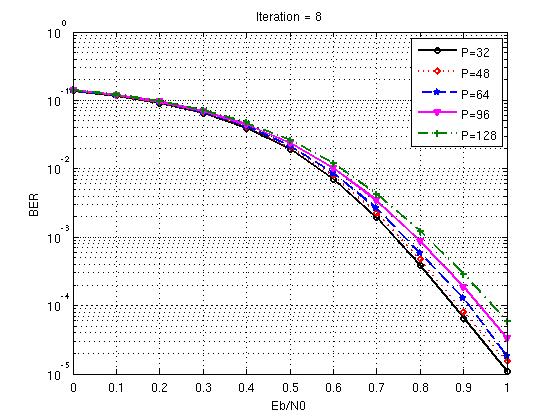 Iteration = 8
10^0
10^-1
10^-2
10^-3
10^-4
10^-5
BER
P=32
P=48
P=64
P=96
P=128
0 0.1 0.2 0.3 0.4 0.5 0.6 0.7 0.8 0.9 1
Eb/N0